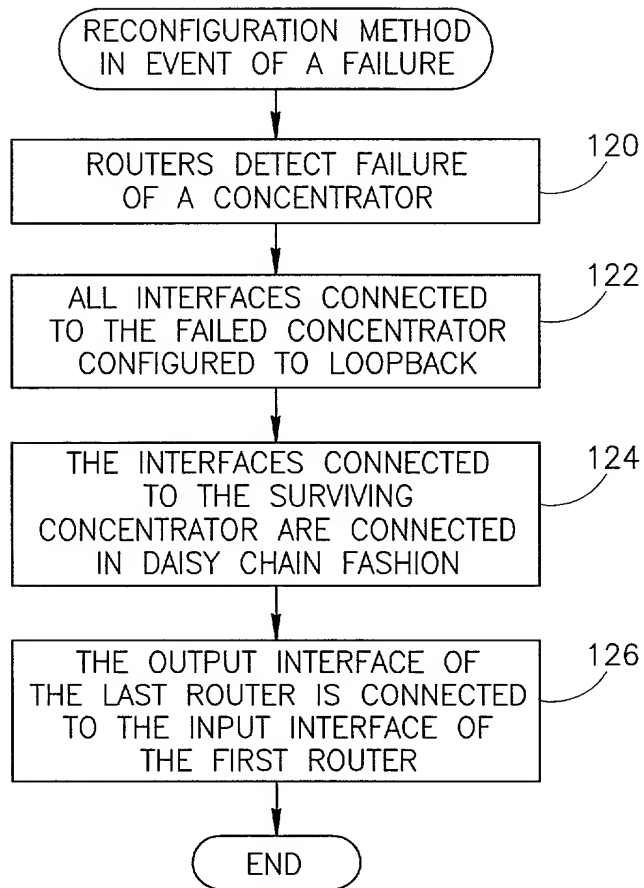 RECONFIGURATION METHOD
IN EVENT OF A FAILURE
ROUTERS DETECT FAILURE
OF A CONCENTRATOR
120
ALL INTERFACES CONNECTED
TO THE FAILED CONCENTRATOR
CONFIGURED TO LOOPBACK
122
THE INTERFACES CONNECTED
TO THE SURVIVING
CONCENTRATOR ARE CONNECTED
IN DAISY CHAIN FASHION
124
THE OUTPUT INTERFACE OF
THE LAST ROUTER IS CONNECTED
TO THE INPUT INTERFACE OF
THE FIRST ROUTER
126
END